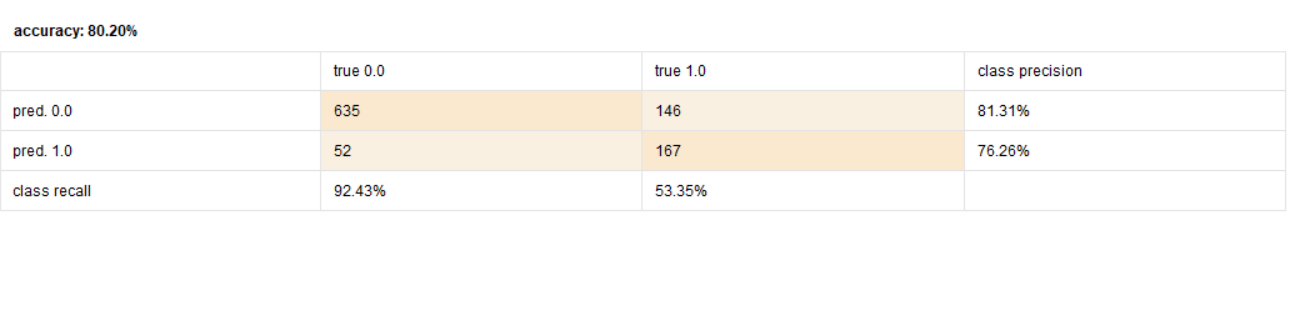 accuracy: 80.20%
true 0.0 true 1.0 class precision
pred. 0.0 635 146 81.31%
pred. 1.0 52 167 76.26%
class recall 92.43% 53.35%